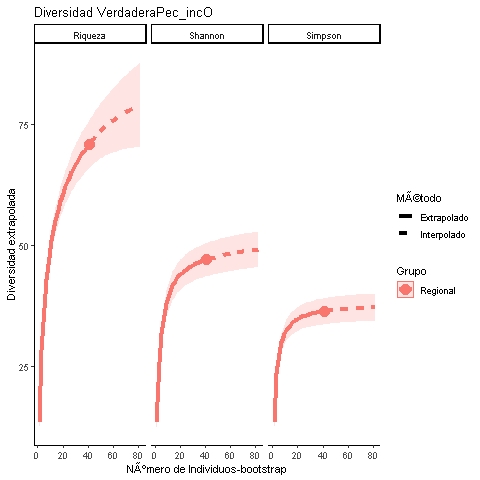 Diversidad VerdaderaPec_incO
Riqueza Shannon Simpson
75
50
25
Diversidad extrapolada
0 20 40 60 80 0 20 40 60 80 0 20 40 60 80
NÃºmero de Individuos-bootstrap
MÃ©todo
Extrapolado
Interpolado
Grupo
Regional